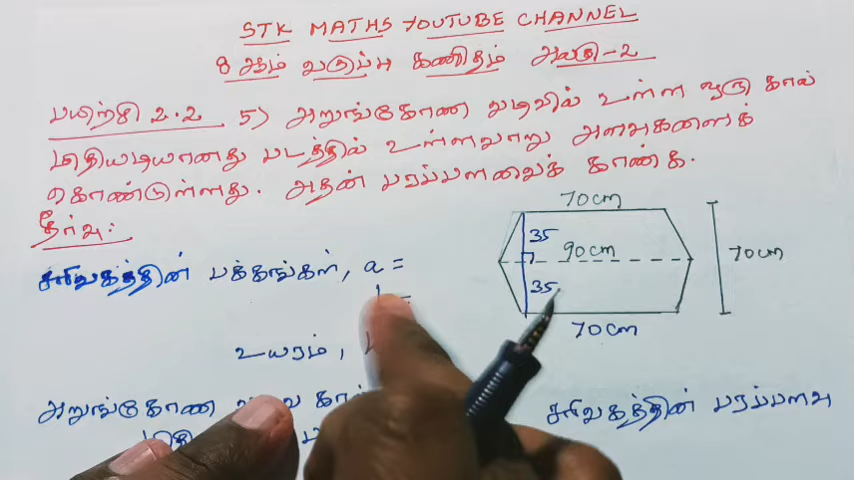 STK MATHS YOUTUBE CHANNEL
8 ஆம் வகுப்பு கணிதம் அலகு-2
பயிற்சி 2.2 5) அறுங்கோண வடிவில் உள்ள ஒரு கால்
மிதியடியானது படத்தில் உள்ளவாறு அளவுகளைக்
கொண்டுள்ளது. அதன் பரப்பளவைக் காண்க.
தீர்வு:
சரிவகத்தின் பக்கங்கள், a =
உயரம்,
அறுங்கோண
சரிவகத்தின் பரப்பளவு
70cm
35
90cm
35
70cm
70cm